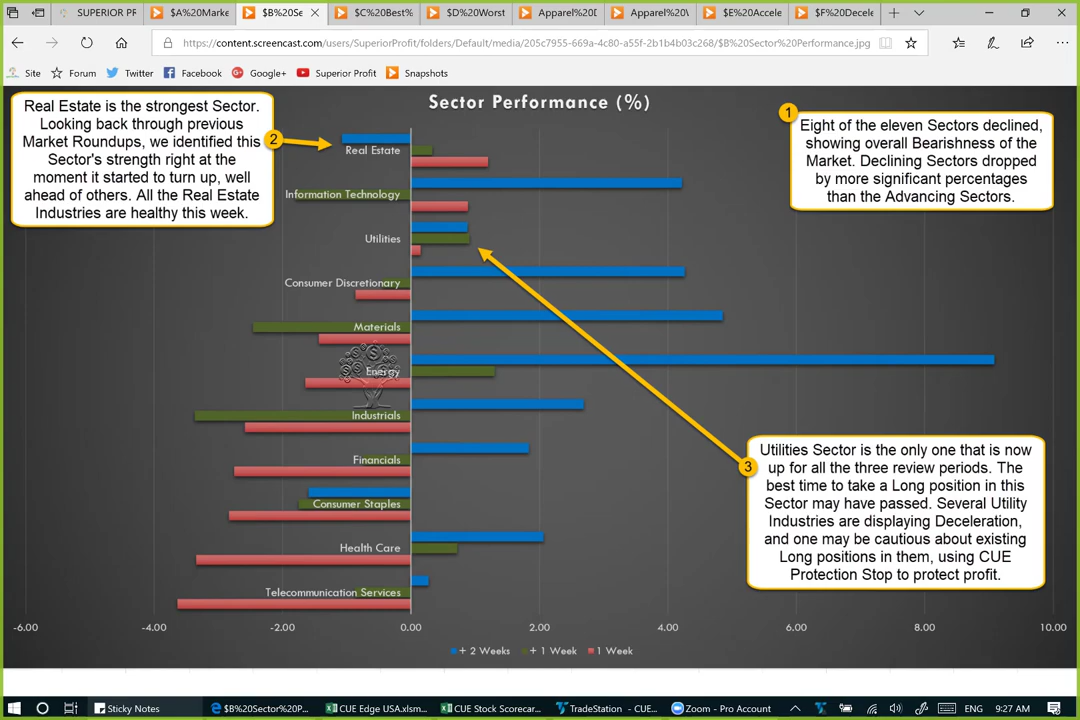 SUPERIOR PF
$A%20Marke
$B%20Se
$C%20Best%
$D%20Worst
Apparel%20
Apparel%20\
$E%20Accele
$F%20Decele
https://content.screencast.com/users/SuperiorProfit/folders/Default/media/205c7955-669a-4c80-a55f-2b1b4b03c268/$B%20Sector%20Performance.jpg
Site
Forum
Twitter
Facebook
Google+
Superior Profit
Snapshots
Sector Performance (%)
Real Estate is the strongest Sector.
Looking back through previous
Market Roundups, we identified this
Sector's strength right at the
moment it started to turn up, well
ahead of others. All the Real Estate
Industries are healthy this week.
2
1
Eight of the eleven Sectors declined,
showing overall Bearishness of the
Market. Declining Sectors dropped
by more significant percentages
than the Advancing Sectors.
Real Estate
Information Technology
Utilities
Consumer Discretionary
Materials
Energy
Industrials
Financials
Consumer Staples
Health Care
Telecommunication Services
3
Utilities Sector is the only one that is now
up for all the three review periods. The
best time to take a Long position in this
Sector may have passed. Several Utility
Industries are displaying Deceleration,
and one may be cautious about existing
Long positions in them, using CUE
Protection Stop to protect profit.
-6.00 -4.00 -2.00 0.00 2.00 4.00 6.00 8.00 10.00
+ 2 Weeks + 1 Week 1 Week
Sticky Notes
$B%20Sector%20P...
CUE Edge USA.xlsm...
CUE Stock Scorecar...
TradeStation - CUE...
Zoom - Pro Account
ENG
9:27 AM